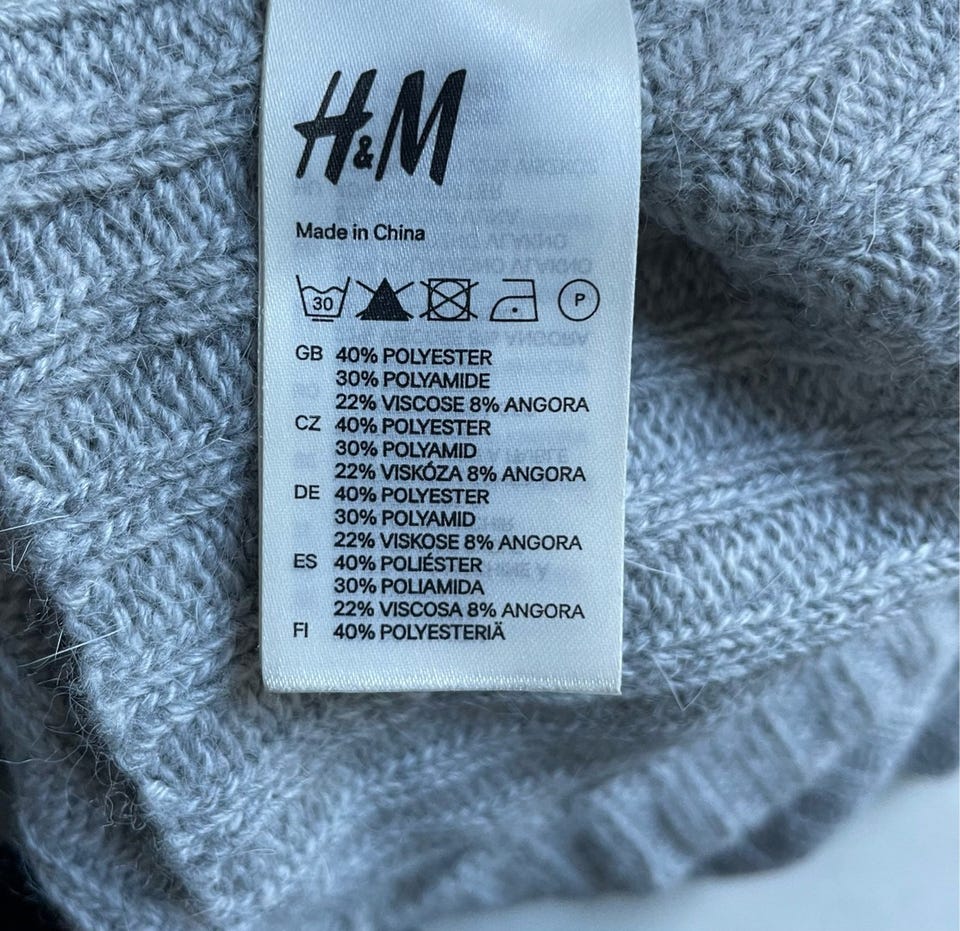 H&M
Made in China
30 P
GB 40% POLYESTER
30% POLYAMIDE
22% VISCOSE 8% ANGORA
CZ 40% POLYESTER
30% POLYAMID
22% VISKÓZA 8% ANGORA
DE 40% POLYESTER
30% POLYAMID
22% VISKOSE 8% ANGORA
ES 40% POLIÉSTER
30% POLIAMIDA
22% VISCOSA 8% ANGORA
FI 40% POLYESTERIÄ